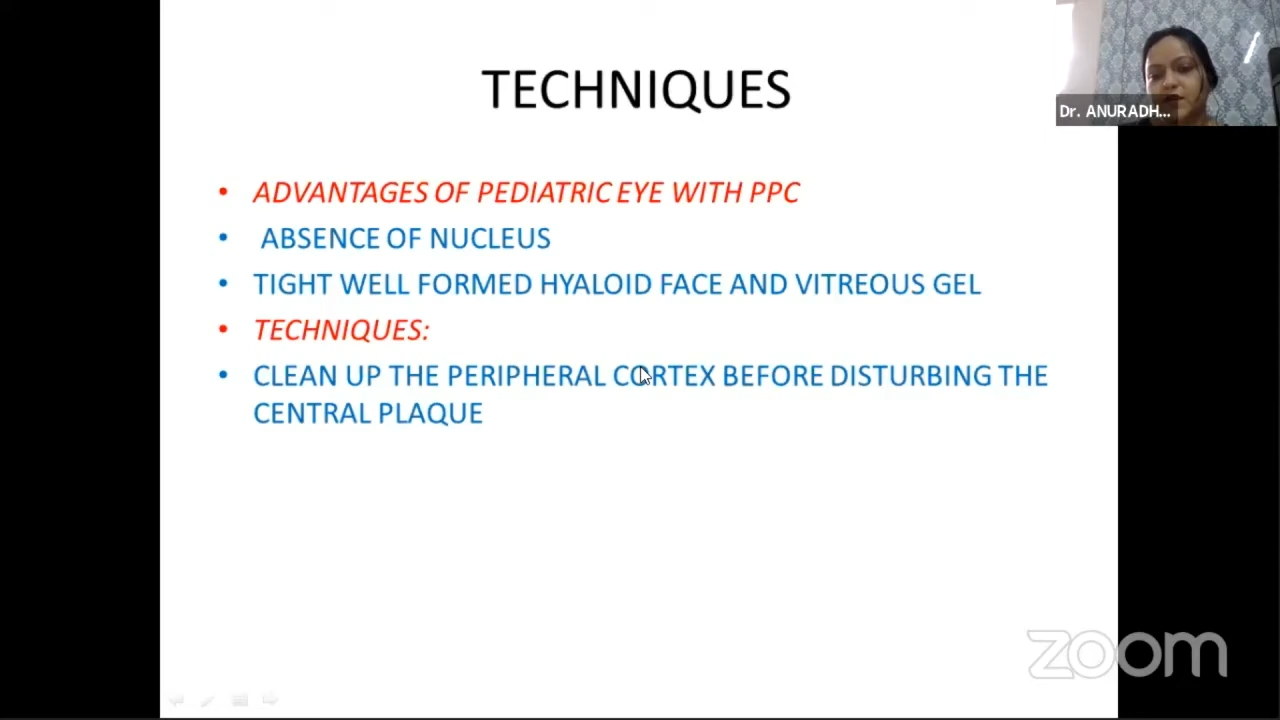 TECHNIQUES
Dr. ANURADH...
• ADVANTAGES OF PEDIATRIC EYE WITH PPC
• ABSENCE OF NUCLEUS
• TIGHT WELL FORMED HYALOID FACE AND VITREOUS GEL
• TECHNIQUES:
• CLEAN UP THE PERIPHERAL CORTEX BEFORE DISTURBING THE
CENTRAL PLAQUE
zoom